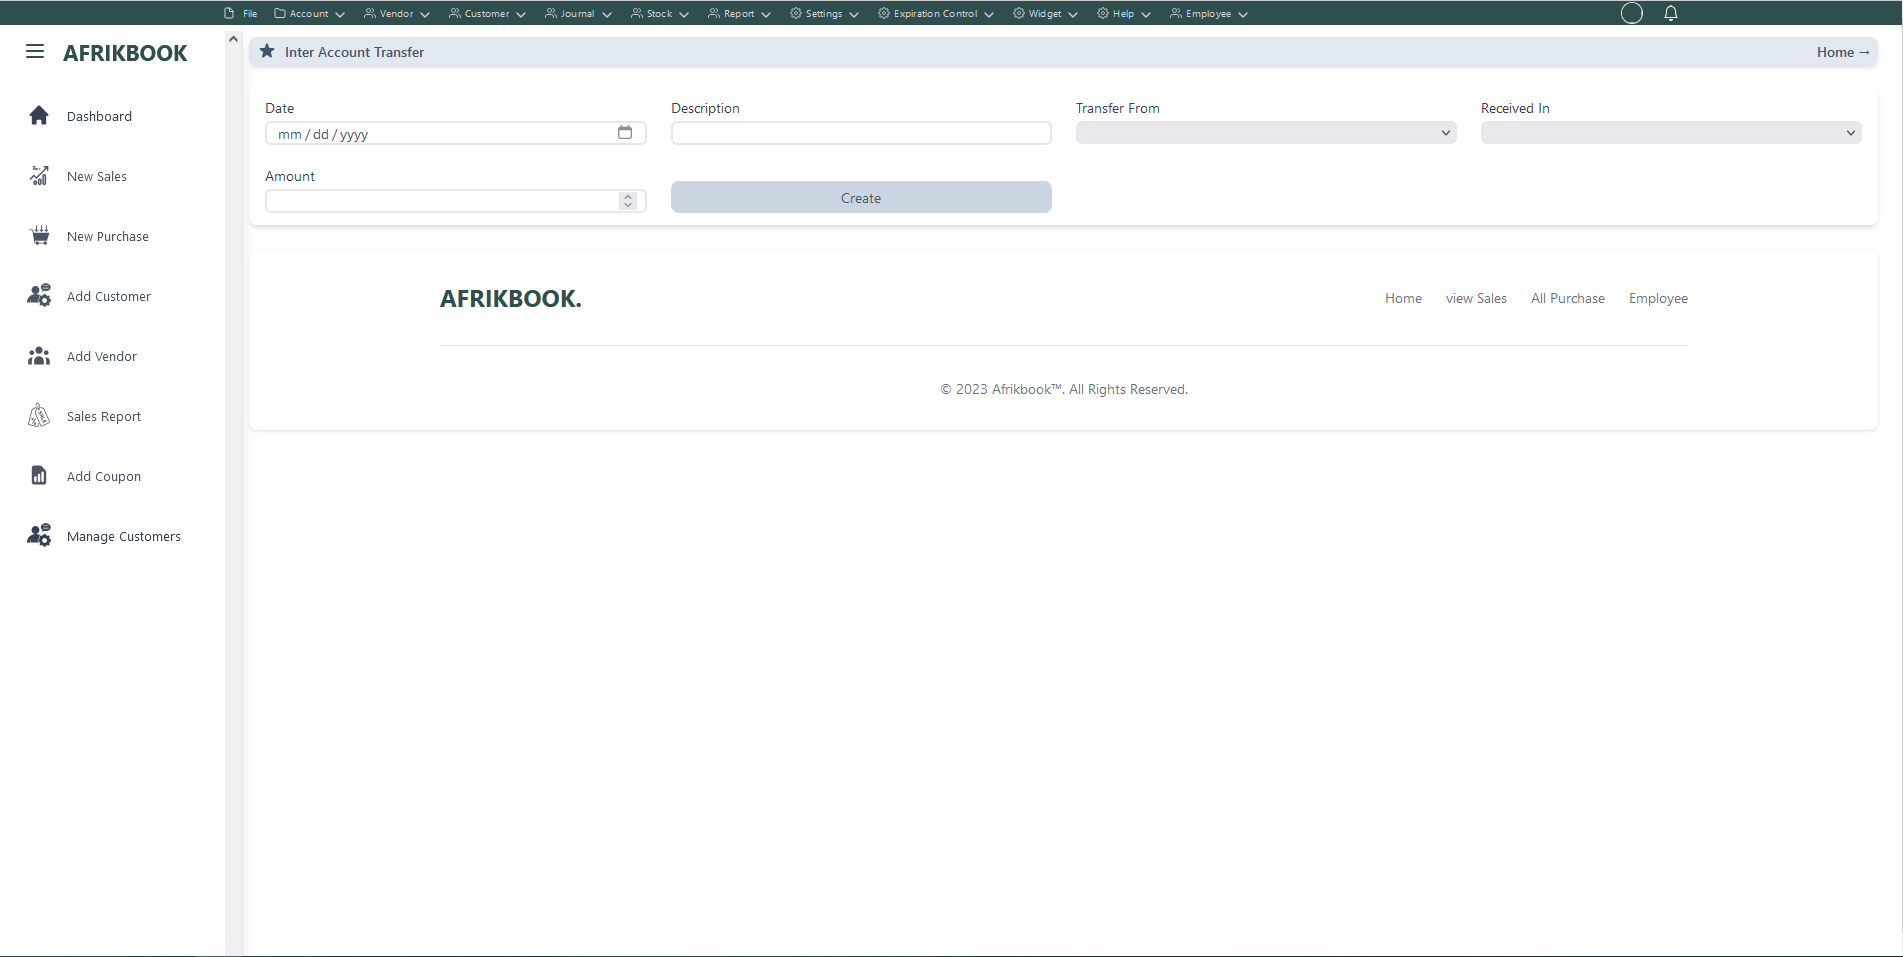 File Account Vendor Customer Journal Stock Report Settings Expiration Control Widget Help Employee
AFRIKBOOK
Dashboard
New Sales
New Purchase
Add Customer
Add Vendor
Sales Report
Add Coupon
Manage Customers
Inter Account Transfer Home →
Date Description Transfer From Received In
mm / dd / yyyy
Amount
Create
AFRIKBOOK. Home view Sales All Purchase Employee
© 2023 Afrikbook™. All Rights Reserved.